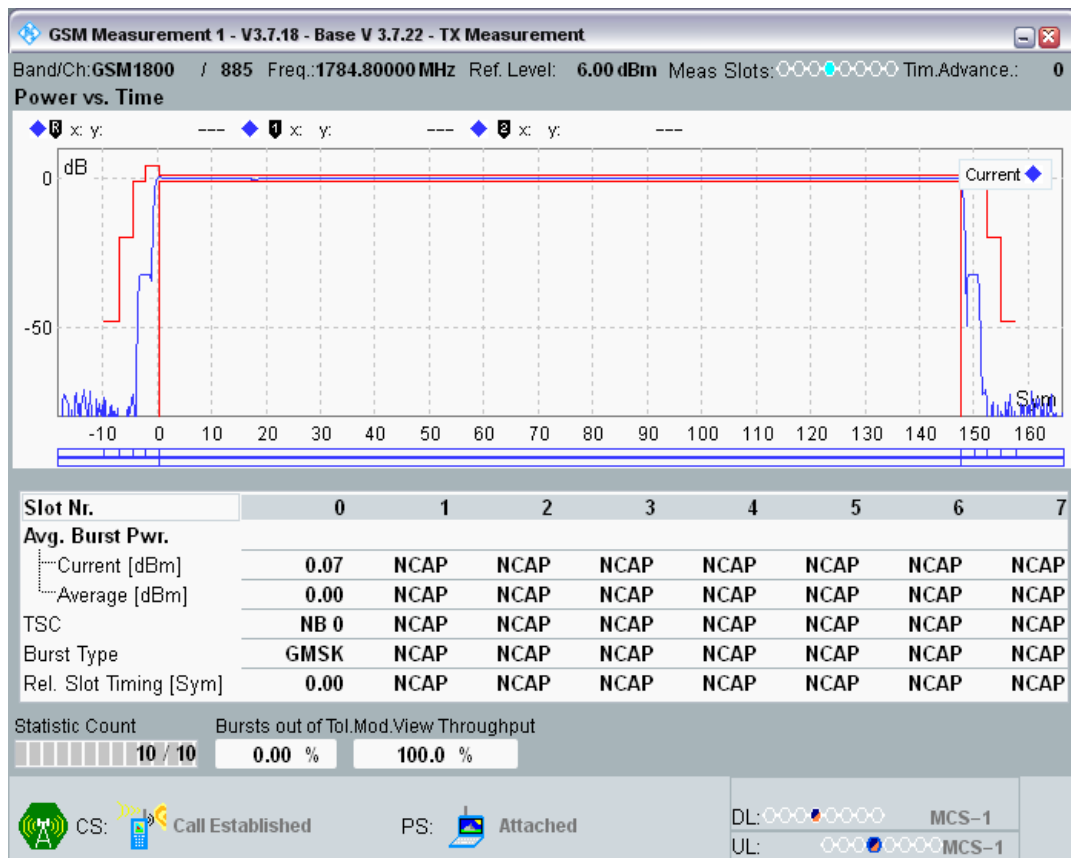 GSM Measurement 1 - V3.7.18 - Base V 3.7.22 - TX Measurement
Band/Ch:GSM1800 / 885 Freq.:1784.80000 MHz Ref. Level: 6.00 dBm Meas Slots: Tim.Advance.: 0
Power vs. Time
R x: y: --- 1 x: y: --- 2 x: y: ---
dB
0
Current
-50
Sym
-10 0 10 20 30 40 50 60 70 80 90 100 110 120 130 140 150 160
Slot Nr. 0 1 2 3 4 5 6 7
Avg. Burst Pwr.
Current [dBm] 0.07 NCAP NCAP NCAP NCAP NCAP NCAP NCAP
Average [dBm] 0.00 NCAP NCAP NCAP NCAP NCAP NCAP NCAP
TSC NB 0 NCAP NCAP NCAP NCAP NCAP NCAP NCAP
Burst Type GMSK NCAP NCAP NCAP NCAP NCAP NCAP NCAP
Rel. Slot Timing [Sym] 0.00 NCAP NCAP NCAP NCAP NCAP NCAP NCAP
Statistic Count Bursts out of Tol.Mod.View Throughput
10 / 10 0.00 % 100.0 %
CS: Call Established PS: Attached
DL: MCS-1
UL: MCS-1